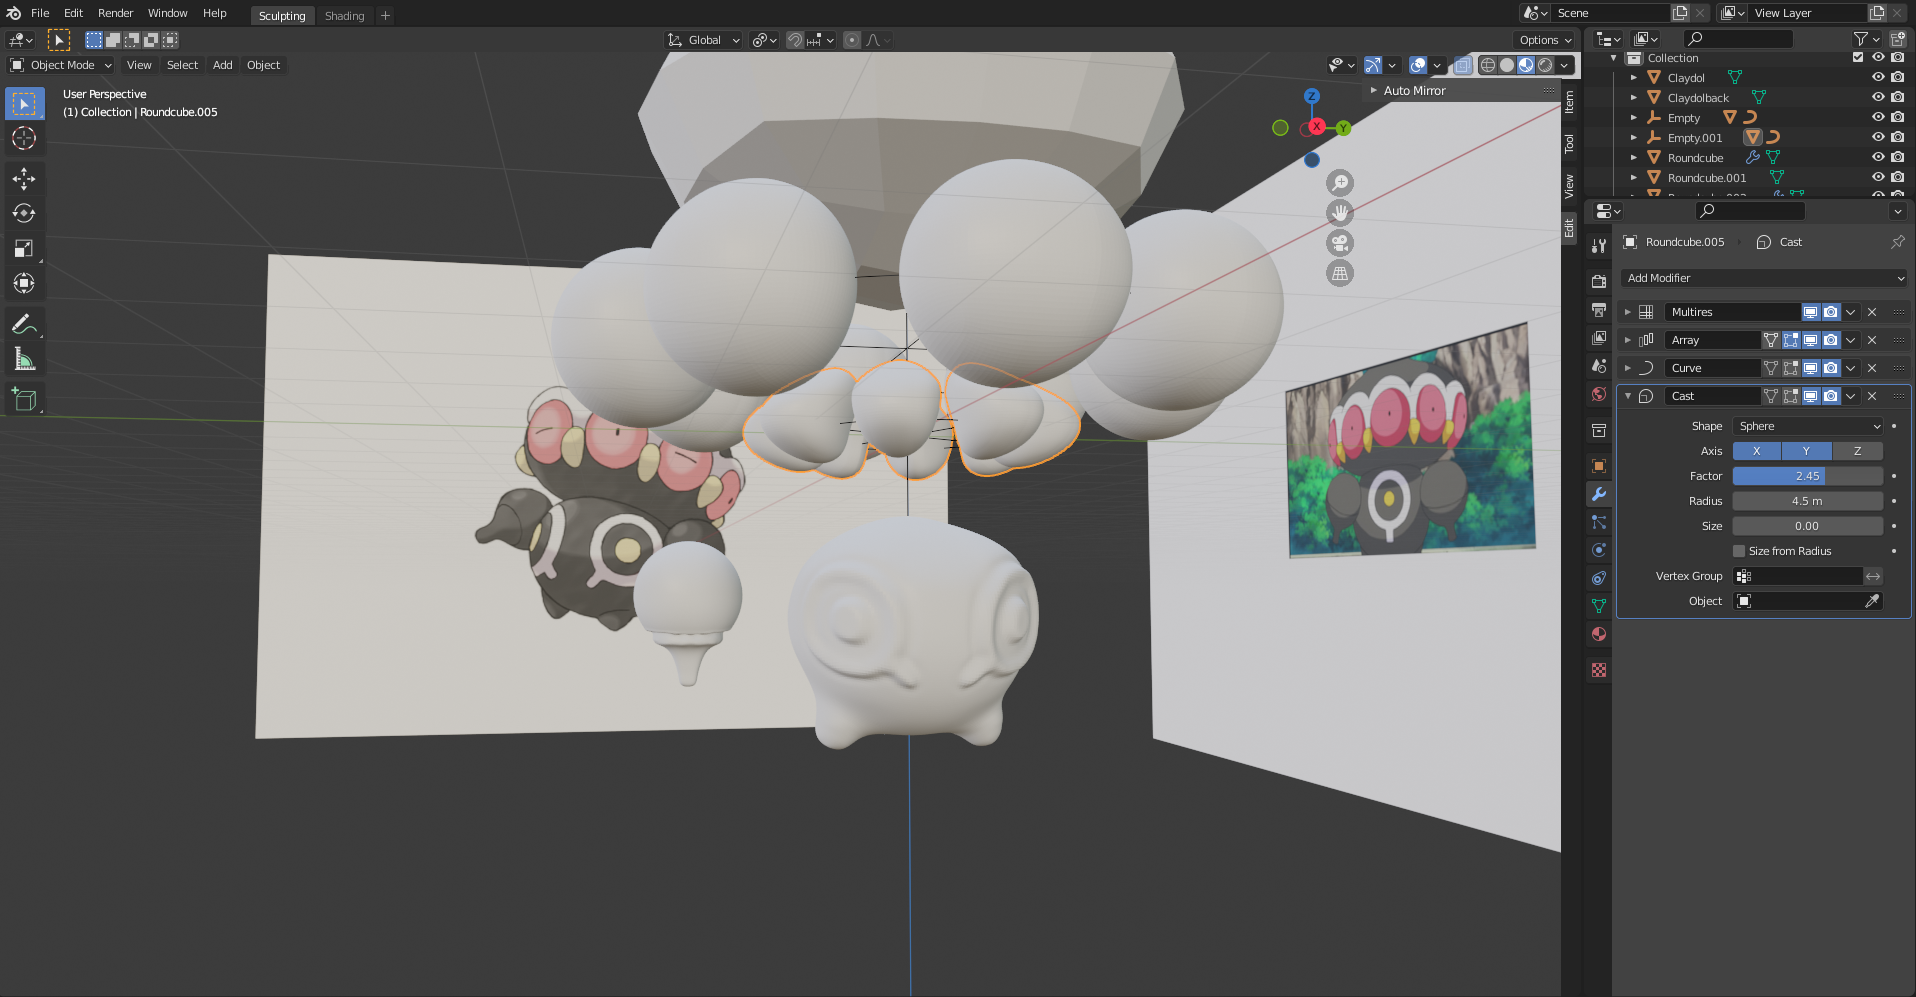 File Edit Render Window Help Sculpting Shading + Scene View Layer
Global Options
Object Mode View Select Add Object
User Perspective
(1) Collection | Roundcube.005
Auto Mirror
Z
X
Y
Item
Tool
View
Edit
Collection
Claydol
Claydolback
Empty
Empty.001
Roundcube
Roundcube.001
Roundcube.005 Cast
Add Modifier
Multires
Array
Curve
Cast
Shape Sphere
Axis X Y Z
Factor 2.45
Radius 4.5 m
Size 0.00
Size from Radius
Vertex Group
Object